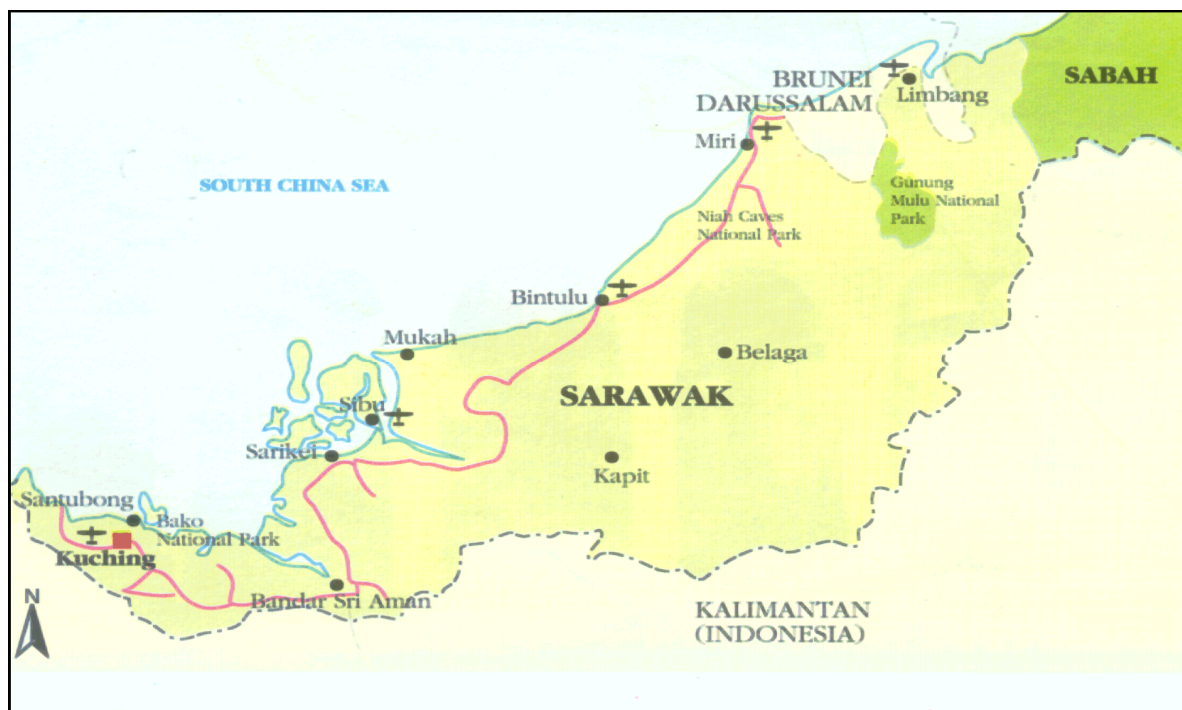 BRUNEI
DARUSSALAM
Limbang
SABAH
Miri
SOUTH CHINA SEA
Gunung
Mulu National
Park
Niah Caves
National Park
Bintulu
Mukah
Belaga
SARAWAK
Sibu
Sarikei
Kapit
Santubong
Bako
National Park
Kuching
N
Bandar Sri Aman
KALIMANTAN
(INDONESIA)